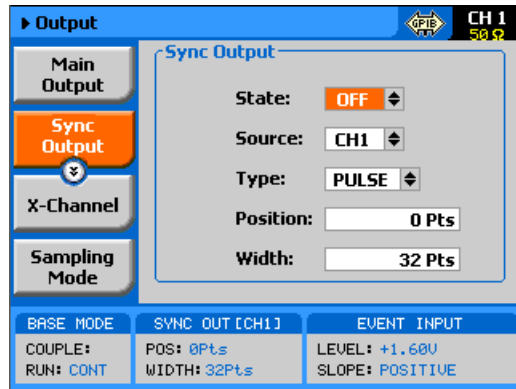 Output
GPIB
CH 1
50 Ω
Main
Output
Sync
Output
X-Channel
Sampling
Mode
Sync Output
State: OFF
Source: CH1
Type: PULSE
Position: 0 Pts
Width: 32 Pts
BASE MODE
COUPLE:
RUN: CONT
SYNC OUT [CH1]
POS: 0Pts
WIDTH: 32Pts
EVENT INPUT
LEVEL: +1.60V
SLOPE: POSITIVE